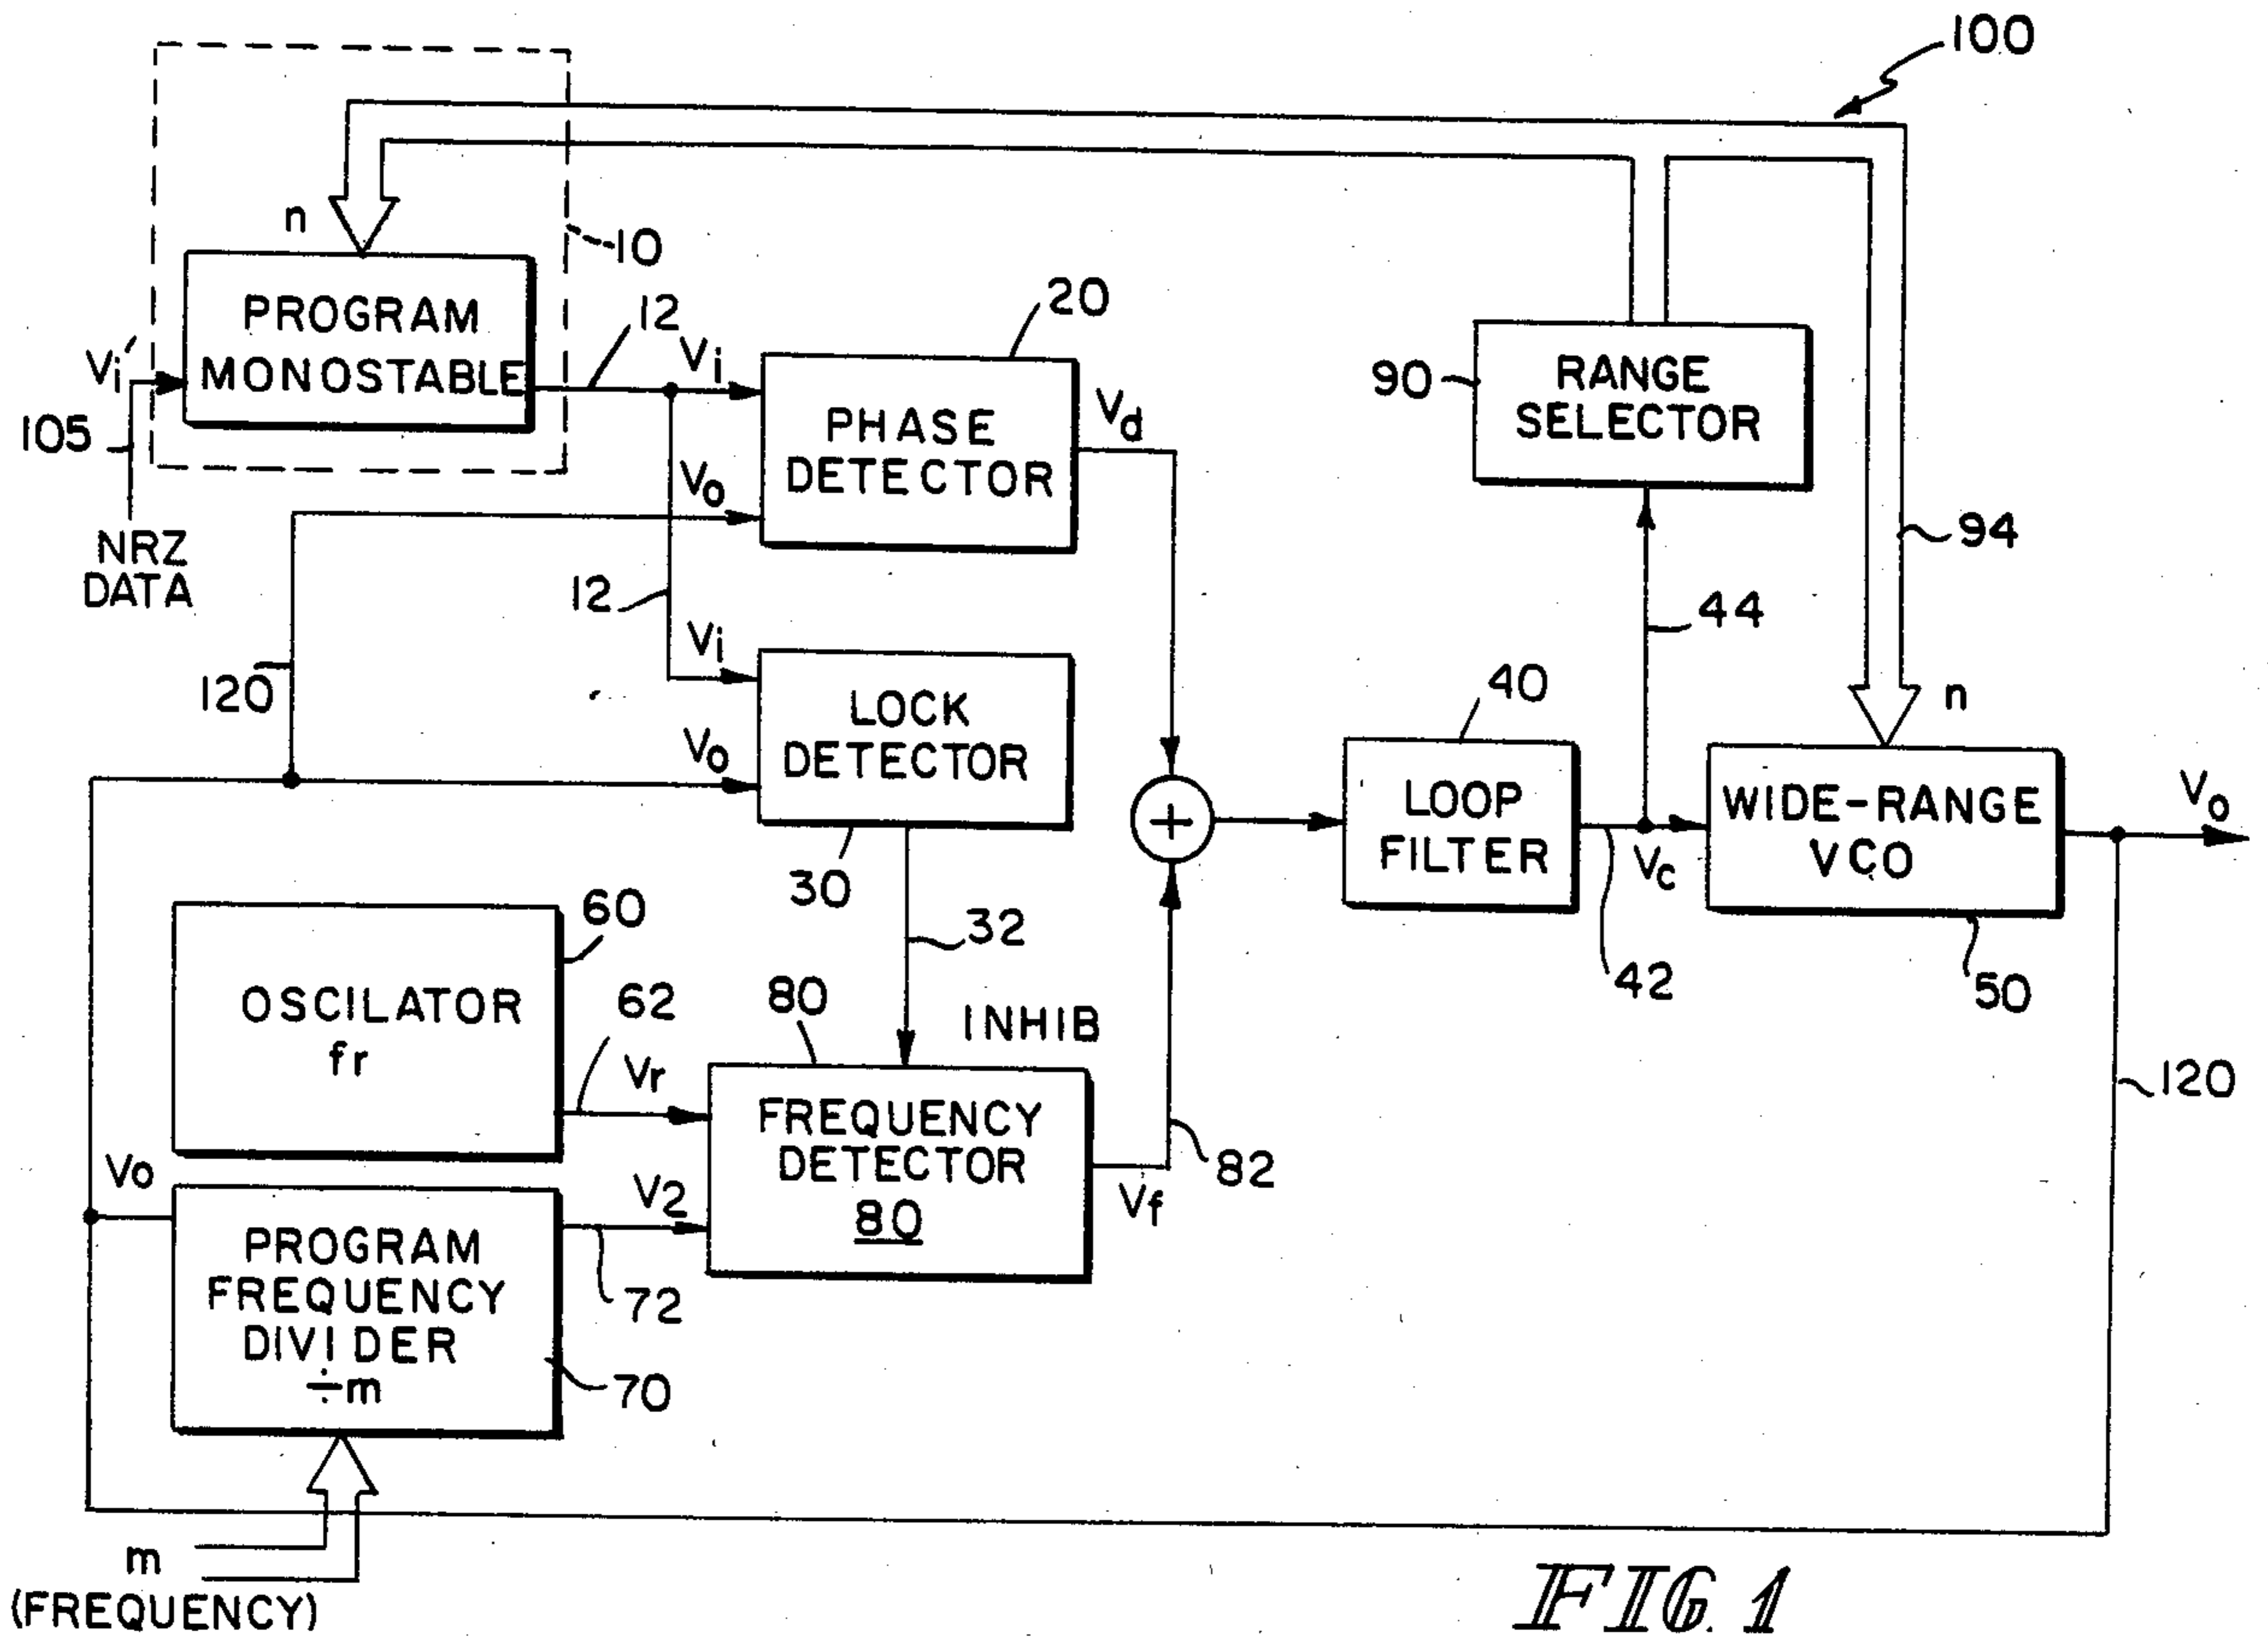 100
n
10
PROGRAM
MONOSTABLE
Vi'
105
NRZ
DATA
12
Vi
20
PHASE
DETECTOR
Vd
Vo
90
RANGE
SELECTOR
94
44
12
Vi
120
LOCK
DETECTOR
Vo
30
32
40
LOOP
FILTER
+
n
WIDE-RANGE
VCO
Vo
Vc
42
50
120
60
OSCILATOR
fr
62
Vr
80
INHIB
FREQUENCY
DETECTOR
80
82
Vf
Vo
V2
72
PROGRAM
FREQUENCY
DIVIDER
÷m
70
m
(FREQUENCY)
FIG. 1